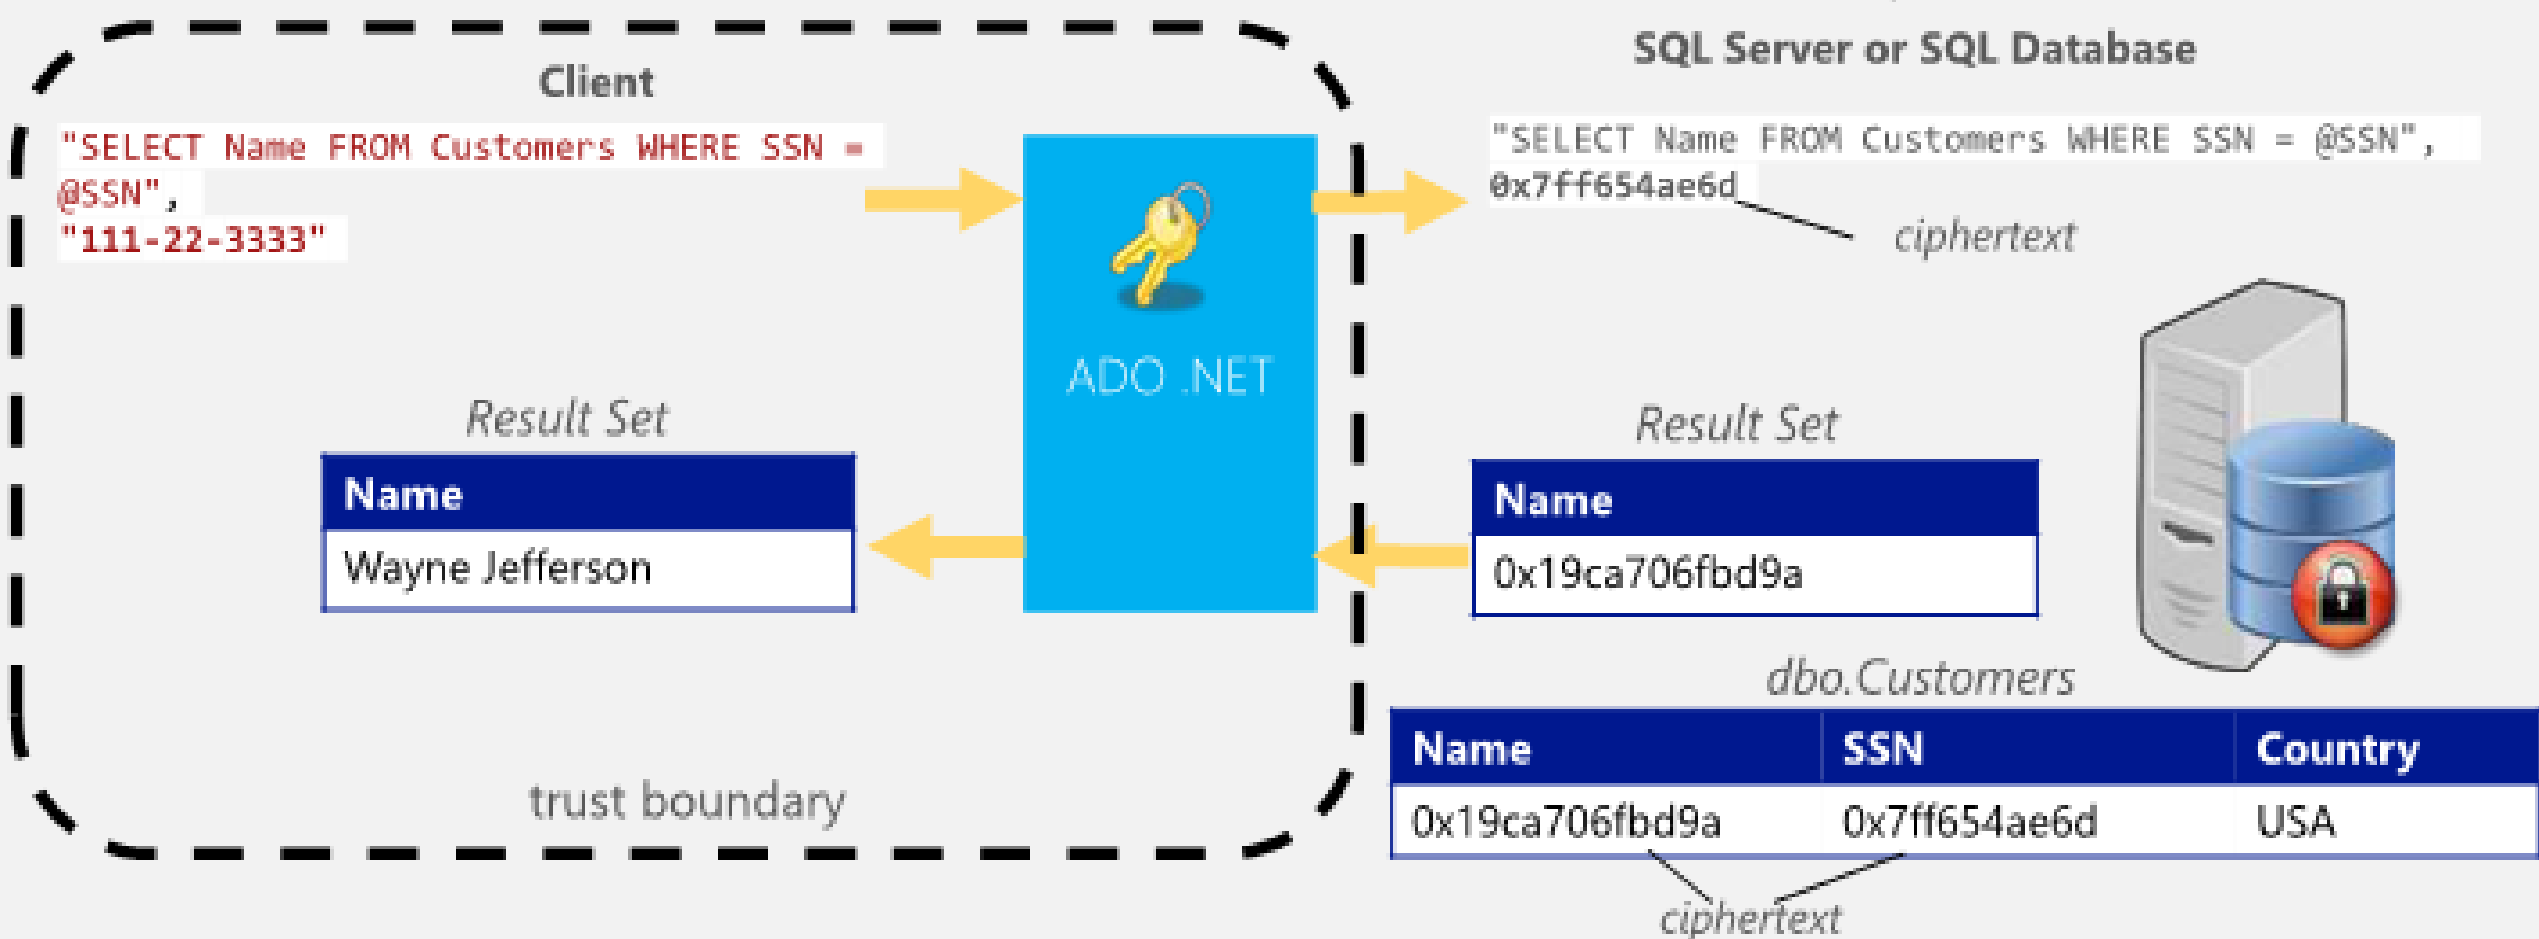 Client
"SELECT Name FROM Customers WHERE SSN =
@SSN",
"111-22-3333"
ADO .NET
Result Set
Name
Wayne Jefferson
trust boundary
SQL Server or SQL Database
"SELECT Name FROM Customers WHERE SSN = @SSN",
0x7ff654ae6d
ciphertext
Result Set
Name
0x19ca706fbd9a
dbo.Customers
Name SSN Country
0x19ca706fbd9a 0x7ff654ae6d USA
ciphertext